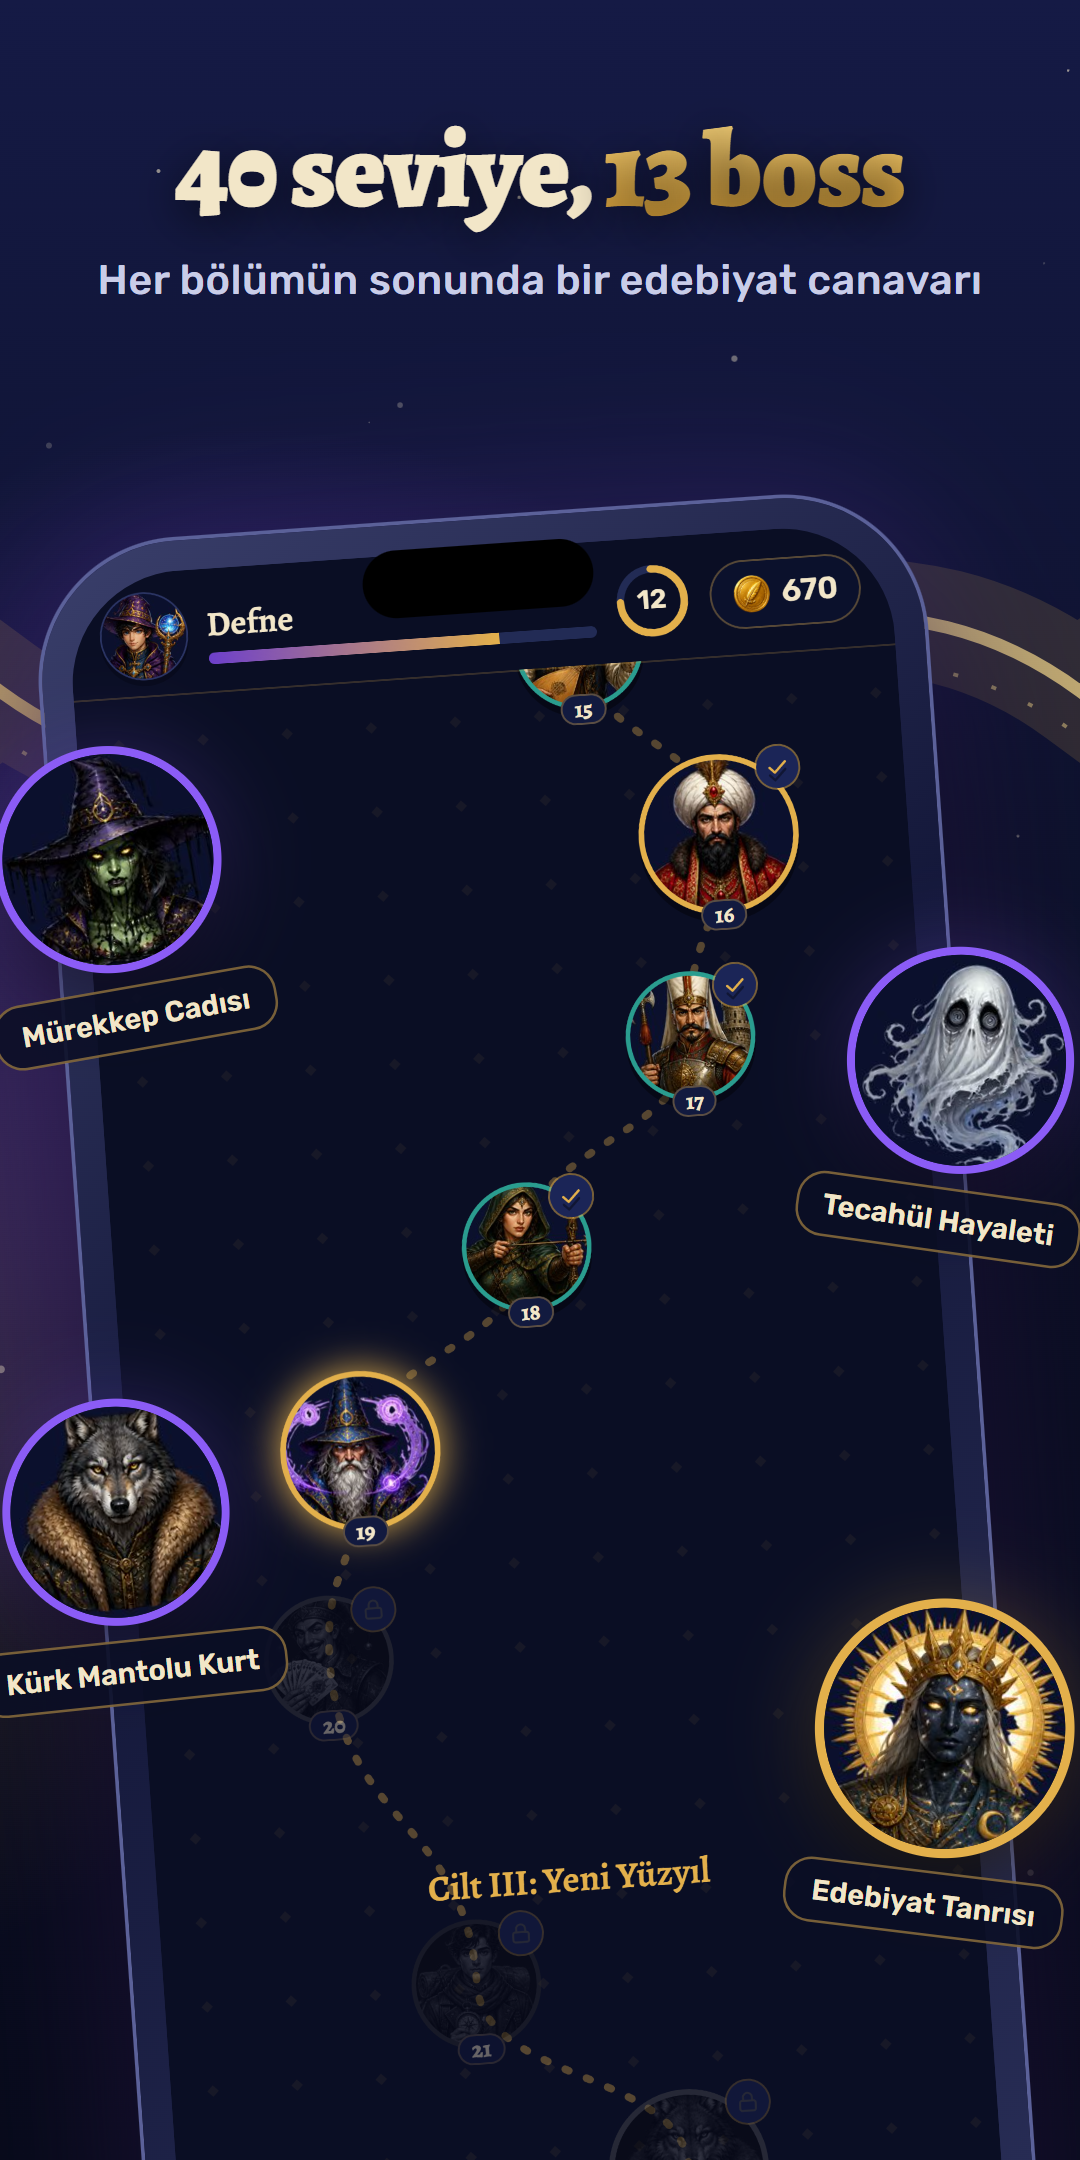 40 seviye, 13 boss
Her bölümün sonunda bir edebiyat canavarı
Defne
12
670
15
16
Mürekkep Cadısı
17
Tecahül Hayaleti
18
19
Kürk Mantolu Kurt
20
Cilt III: Yeni Yüzyıl
Edebiyat Tanrısı
21